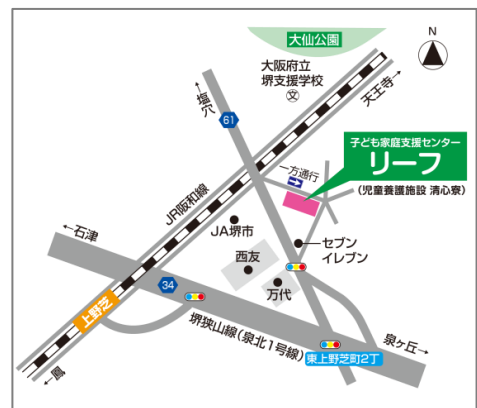 大仙公園
N
大阪府立
堺支援学校
文
天王寺
塩穴
61
子ども家庭支援センター
リーフ
(児童養護施設 清心寮)
一方通行
JR阪和線
JA堺市
石津
セブン
イレブン
西友
34
万代
上野芝
堺狭山線(泉北1号線)
泉ヶ丘
東上野芝町2丁
鳳